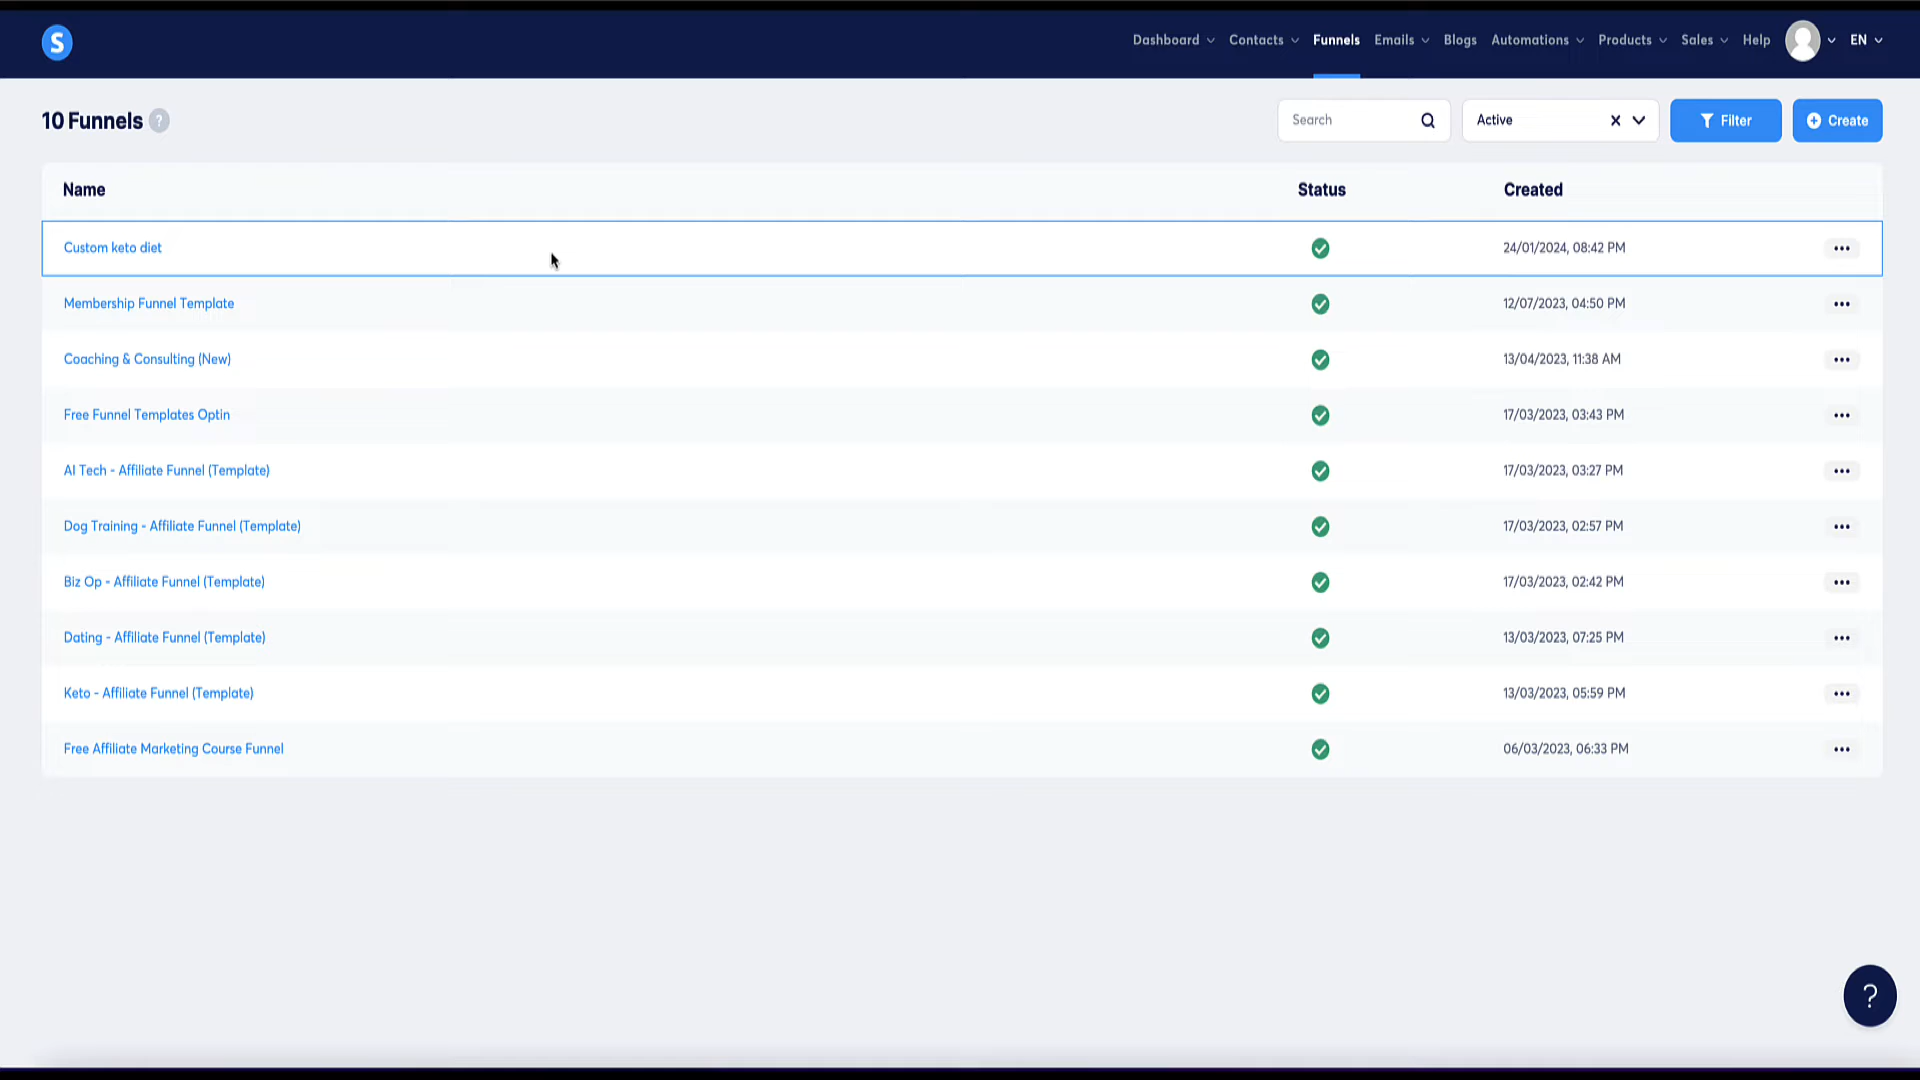 S
Dashboard Contacts Funnels Emails Blogs Automations Products Sales Help EN
10 Funnels ?
Search Active Filter Create
Name Status Created
Custom keto diet 24/01/2024, 08:42 PM
Membership Funnel Template 12/07/2023, 04:50 PM
Coaching & Consulting (New) 13/04/2023, 11:38 AM
Free Funnel Templates Optin 17/03/2023, 03:43 PM
AI Tech - Affiliate Funnel (Template) 17/03/2023, 03:27 PM
Dog Training - Affiliate Funnel (Template) 17/03/2023, 02:57 PM
Biz Op - Affiliate Funnel (Template) 17/03/2023, 02:42 PM
Dating - Affiliate Funnel (Template) 13/03/2023, 07:25 PM
Keto - Affiliate Funnel (Template) 13/03/2023, 05:59 PM
Free Affiliate Marketing Course Funnel 06/03/2023, 06:33 PM
?